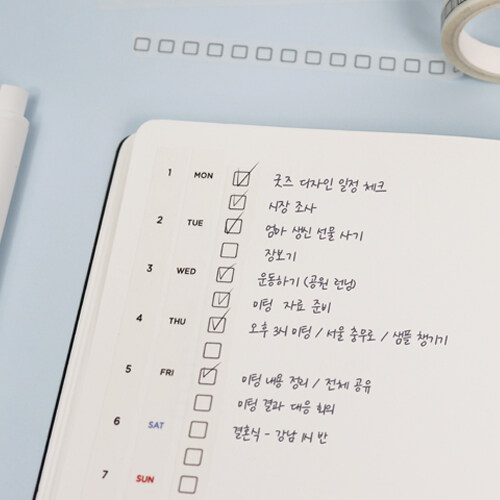 1 MON 굿즈 디자인 일정 체크
시장 조사
2 TUE 엄마 생신 선물 사기
장보기
3 WED 운동하기 (공원 런닝)
미팅 자료 준비
4 THU 오후 3시 미팅 / 서울 충무로 / 샘플 챙기기
5 FRI 미팅 내용 정리 / 전체 공유
미팅 결과 대응 회의
6 SAT 결혼식 - 강남 1시 반
7 SUN